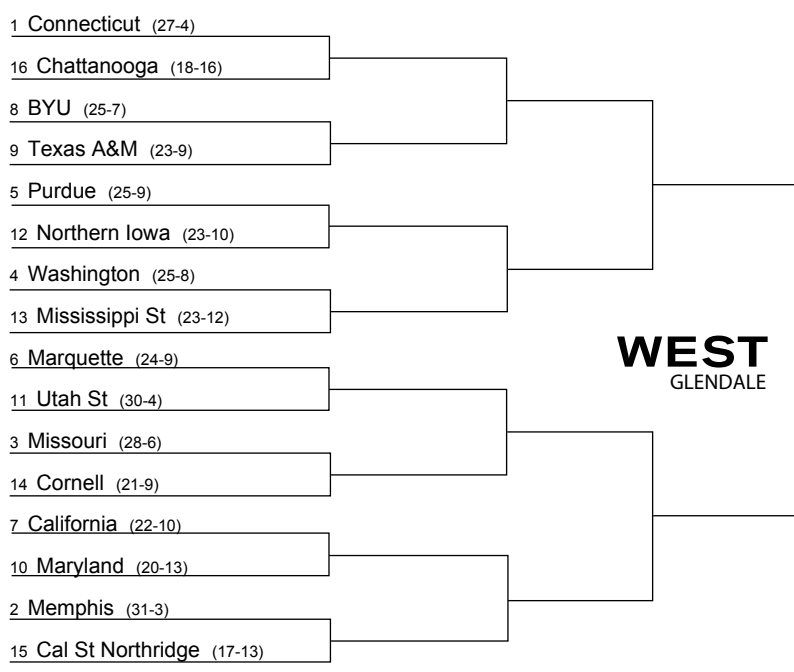 1 Connecticut (27-4)
16 Chattanooga (18-16)
8 BYU (25-7)
9 Texas A&M (23-9)
5 Purdue (25-9)
12 Northern Iowa (23-10)
4 Washington (25-8)
13 Mississippi St (23-12)
WEST
GLENDALE
6 Marquette (24-9)
11 Utah St (30-4)
3 Missouri (28-6)
14 Cornell (21-9)
7 California (22-10)
10 Maryland (20-13)
2 Memphis (31-3)
15 Cal St Northridge (17-13)